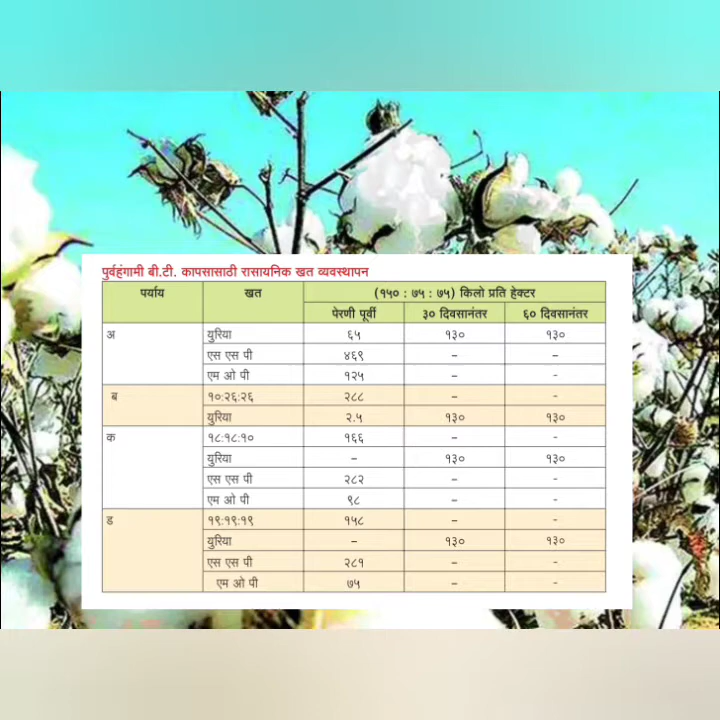 पुर्वहंगामी बी.टी. कापसासाठी रासायनिक खत व्यवस्थापन
पर्याय खत (१५० : ७५ : ७५) किलो प्रति हेक्टर
पेरणी पूर्वी ३० दिवसानंतर ६० दिवसानंतर
अ युरिया ६५ १३० १३०
एस एस पी ४६९ – –
एम ओ पी १२५ – -
ब १०:२६:२६ २८८ – -
युरिया २.५ १३० १३०
क १८:१८:१० १६६ – -
युरिया – १३० १३०
एस एस पी २८२ – -
एम ओ पी ९८ – -
ड १९:१९:१९ १५८ – -
युरिया – १३० १३०
एस एस पी २८१ – -
एम ओ पी ७५ – -